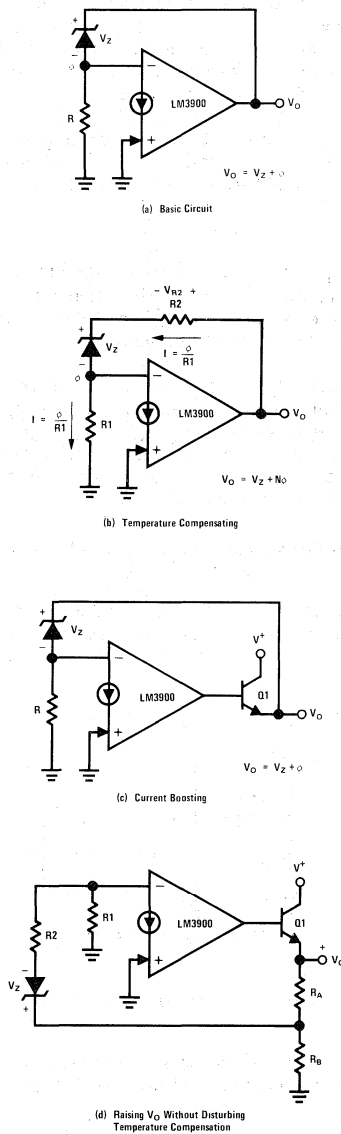 +
V_Z
−
ϕ
−
R
LM3900
+
V_O
V_O = V_Z + ϕ
(a) Basic Circuit
− V_R2 +
R2
+
V_Z
I = ϕ/R1
−
ϕ
−
I = ϕ/R1
R1
LM3900
+
V_O
V_O = V_Z + Nϕ
(b) Temperature Compensating
+
V_Z
−
−
V+
R
LM3900
Q1
+
V_O
V_O = V_Z + ϕ
(c) Current Boosting
V+
−
R2
R1
LM3900
Q1
+
+
V_O
−
V_Z
+
R_A
R_B
(d) Raising V_O Without Disturbing
Temperature Compensation